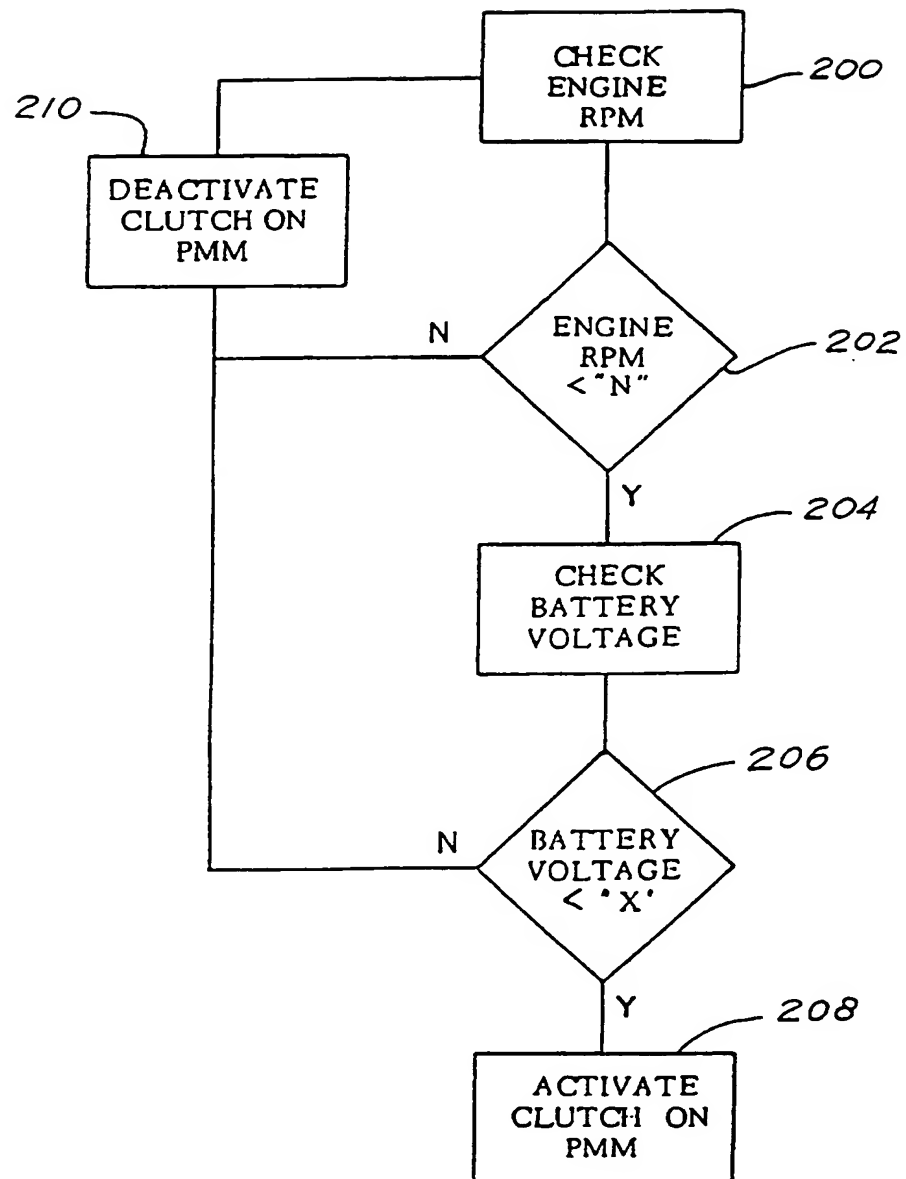 CHECK
ENGINE
RPM
200
210
DEACTIVATE
CLUTCH ON
PMM
N
ENGINE
RPM
< "N"
202
Y
204
CHECK
BATTERY
VOLTAGE
206
N
BATTERY
VOLTAGE
< "X'
Y
208
ACTIVATE
CLUTCH ON
PMM